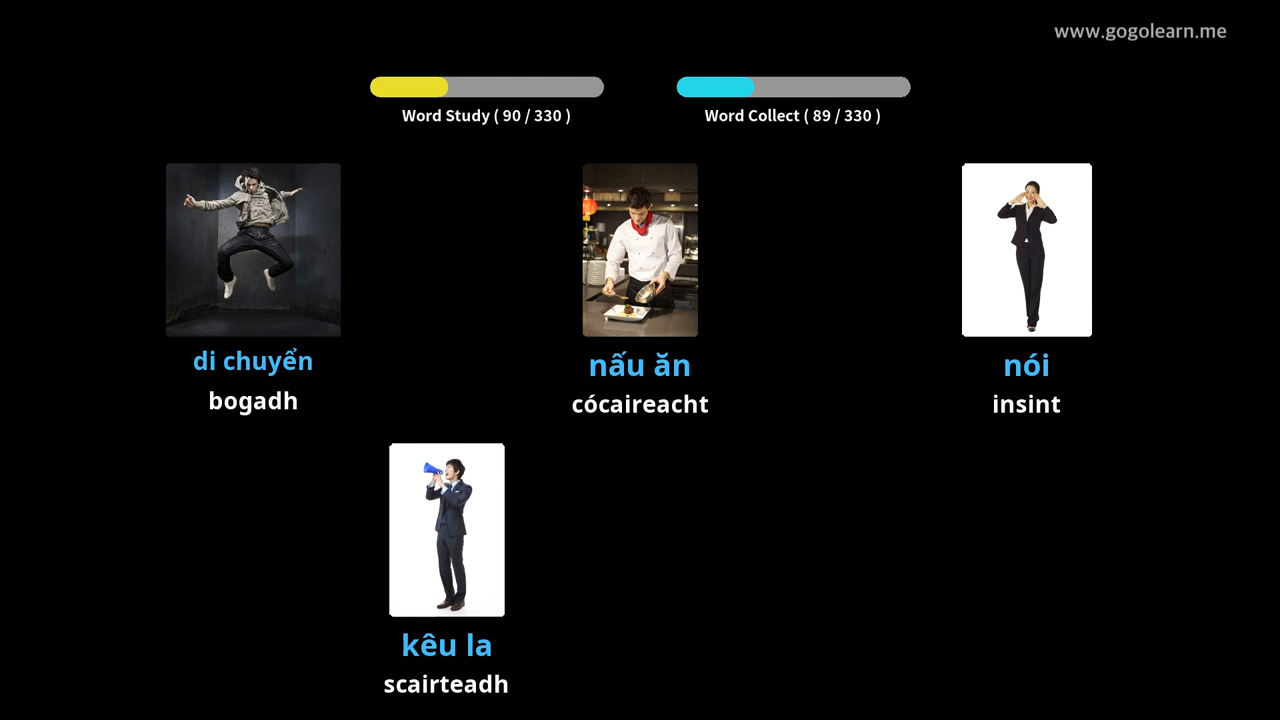 www.gogolearn.me
Word Study ( 90 / 330 )
Word Collect ( 89 / 330 )
di chuyển
bogadh
nấu ăn
cócaireacht
nói
insint
kêu la
scairteadh